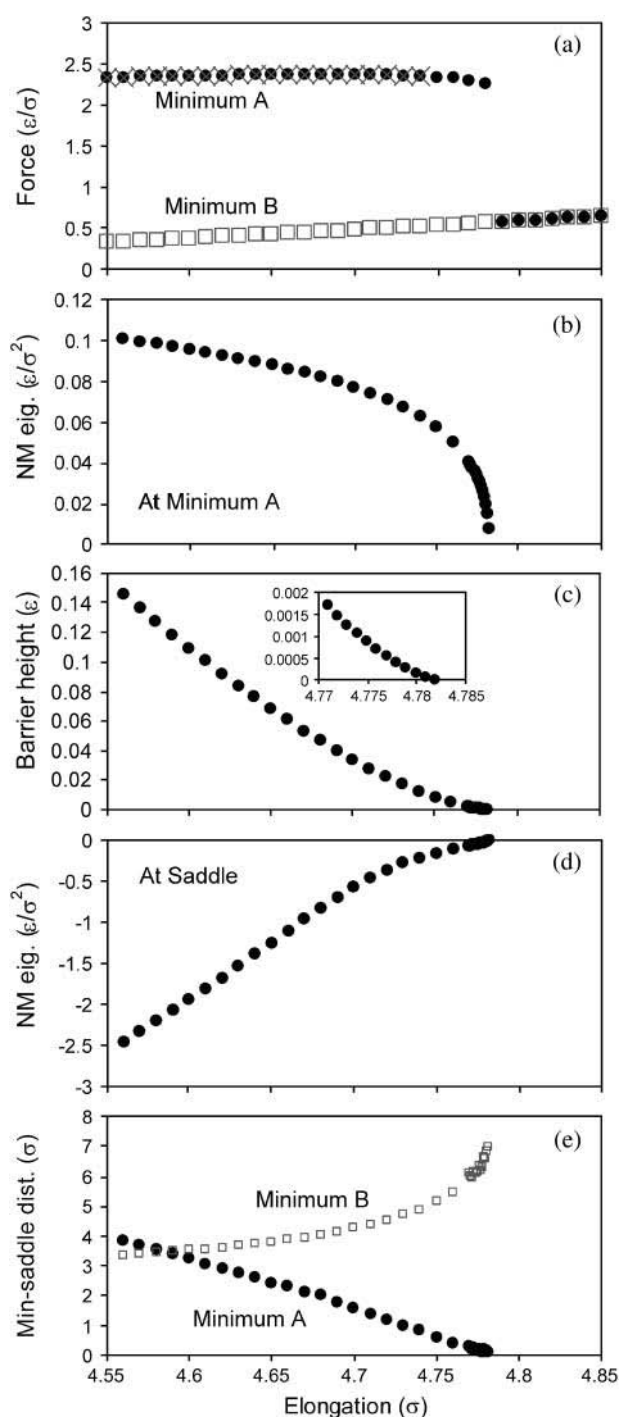 (a)
3
2.5
2
1.5
1
0.5
0
Force (ε/σ)
Minimum A
Minimum B
(b)
0.12
0.1
0.08
0.06
0.04
0.02
0
NM eig. (ε/σ²)
At Minimum A
(c)
0.16
0.14
0.12
0.1
0.08
0.06
0.04
0.02
0
Barrier height (ε)
0.002
0.0015
0.001
0.0005
0
4.77 4.775 4.78 4.785
(d)
0
-0.5
-1
-1.5
-2
-2.5
-3
NM eig. (ε/σ²)
At Saddle
(e)
8
7
6
5
4
3
2
1
0
Min-saddle dist. (σ)
Minimum B
Minimum A
4.55 4.6 4.65 4.7 4.75 4.8 4.85
Elongation (σ)